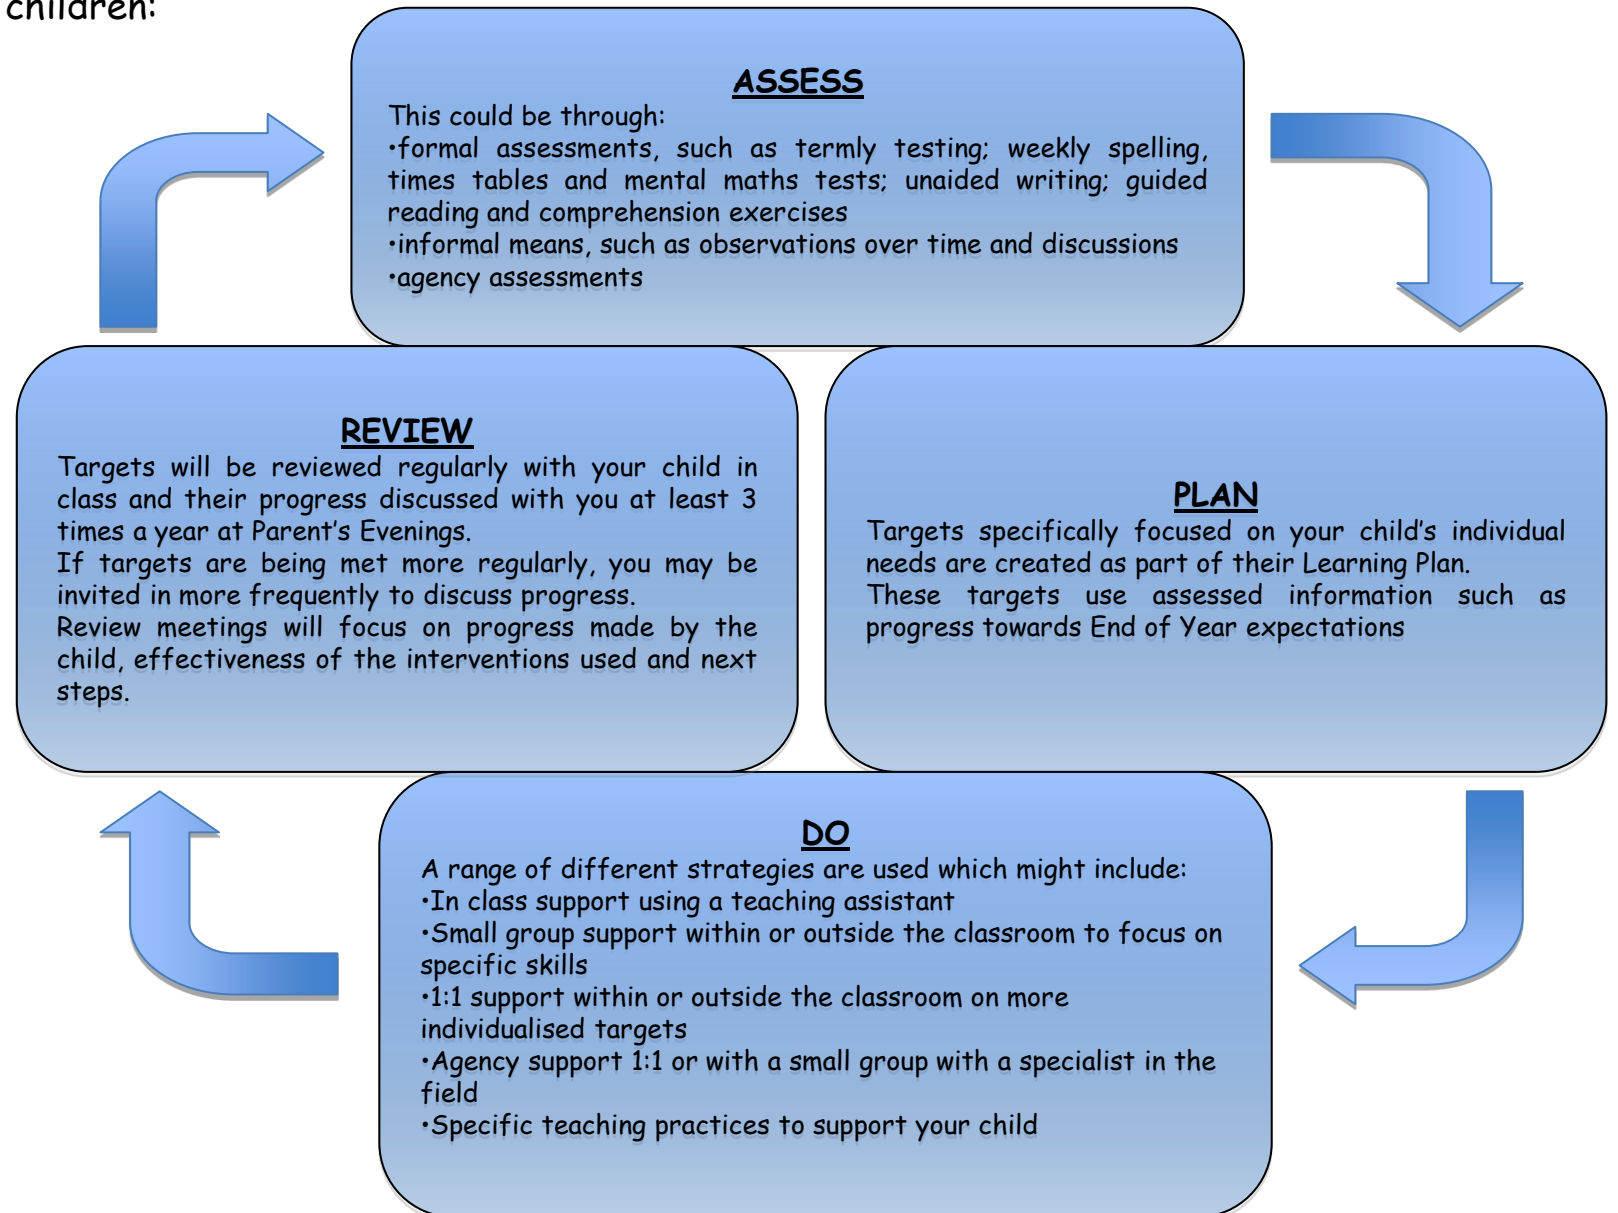 children:
ASSESS
This could be through:
•formal assessments, such as termly testing; weekly spelling,
times tables and mental maths tests; unaided writing; guided
reading and comprehension exercises
•informal means, such as observations over time and discussions
•agency assessments
REVIEW
Targets will be reviewed regularly with your child in
class and their progress discussed with you at least 3
times a year at Parent’s Evenings.
If targets are being met more regularly, you may be
invited in more frequently to discuss progress.
Review meetings will focus on progress made by the
child, effectiveness of the interventions used and next
steps.
PLAN
Targets specifically focused on your child’s individual
needs are created as part of their Learning Plan.
These targets use assessed information such as
progress towards End of Year expectations
DO
A range of different strategies are used which might include:
•In class support using a teaching assistant
•Small group support within or outside the classroom to focus on
specific skills
•1:1 support within or outside the classroom on more
individualised targets
•Agency support 1:1 or with a small group with a specialist in the
field
•Specific teaching practices to support your child